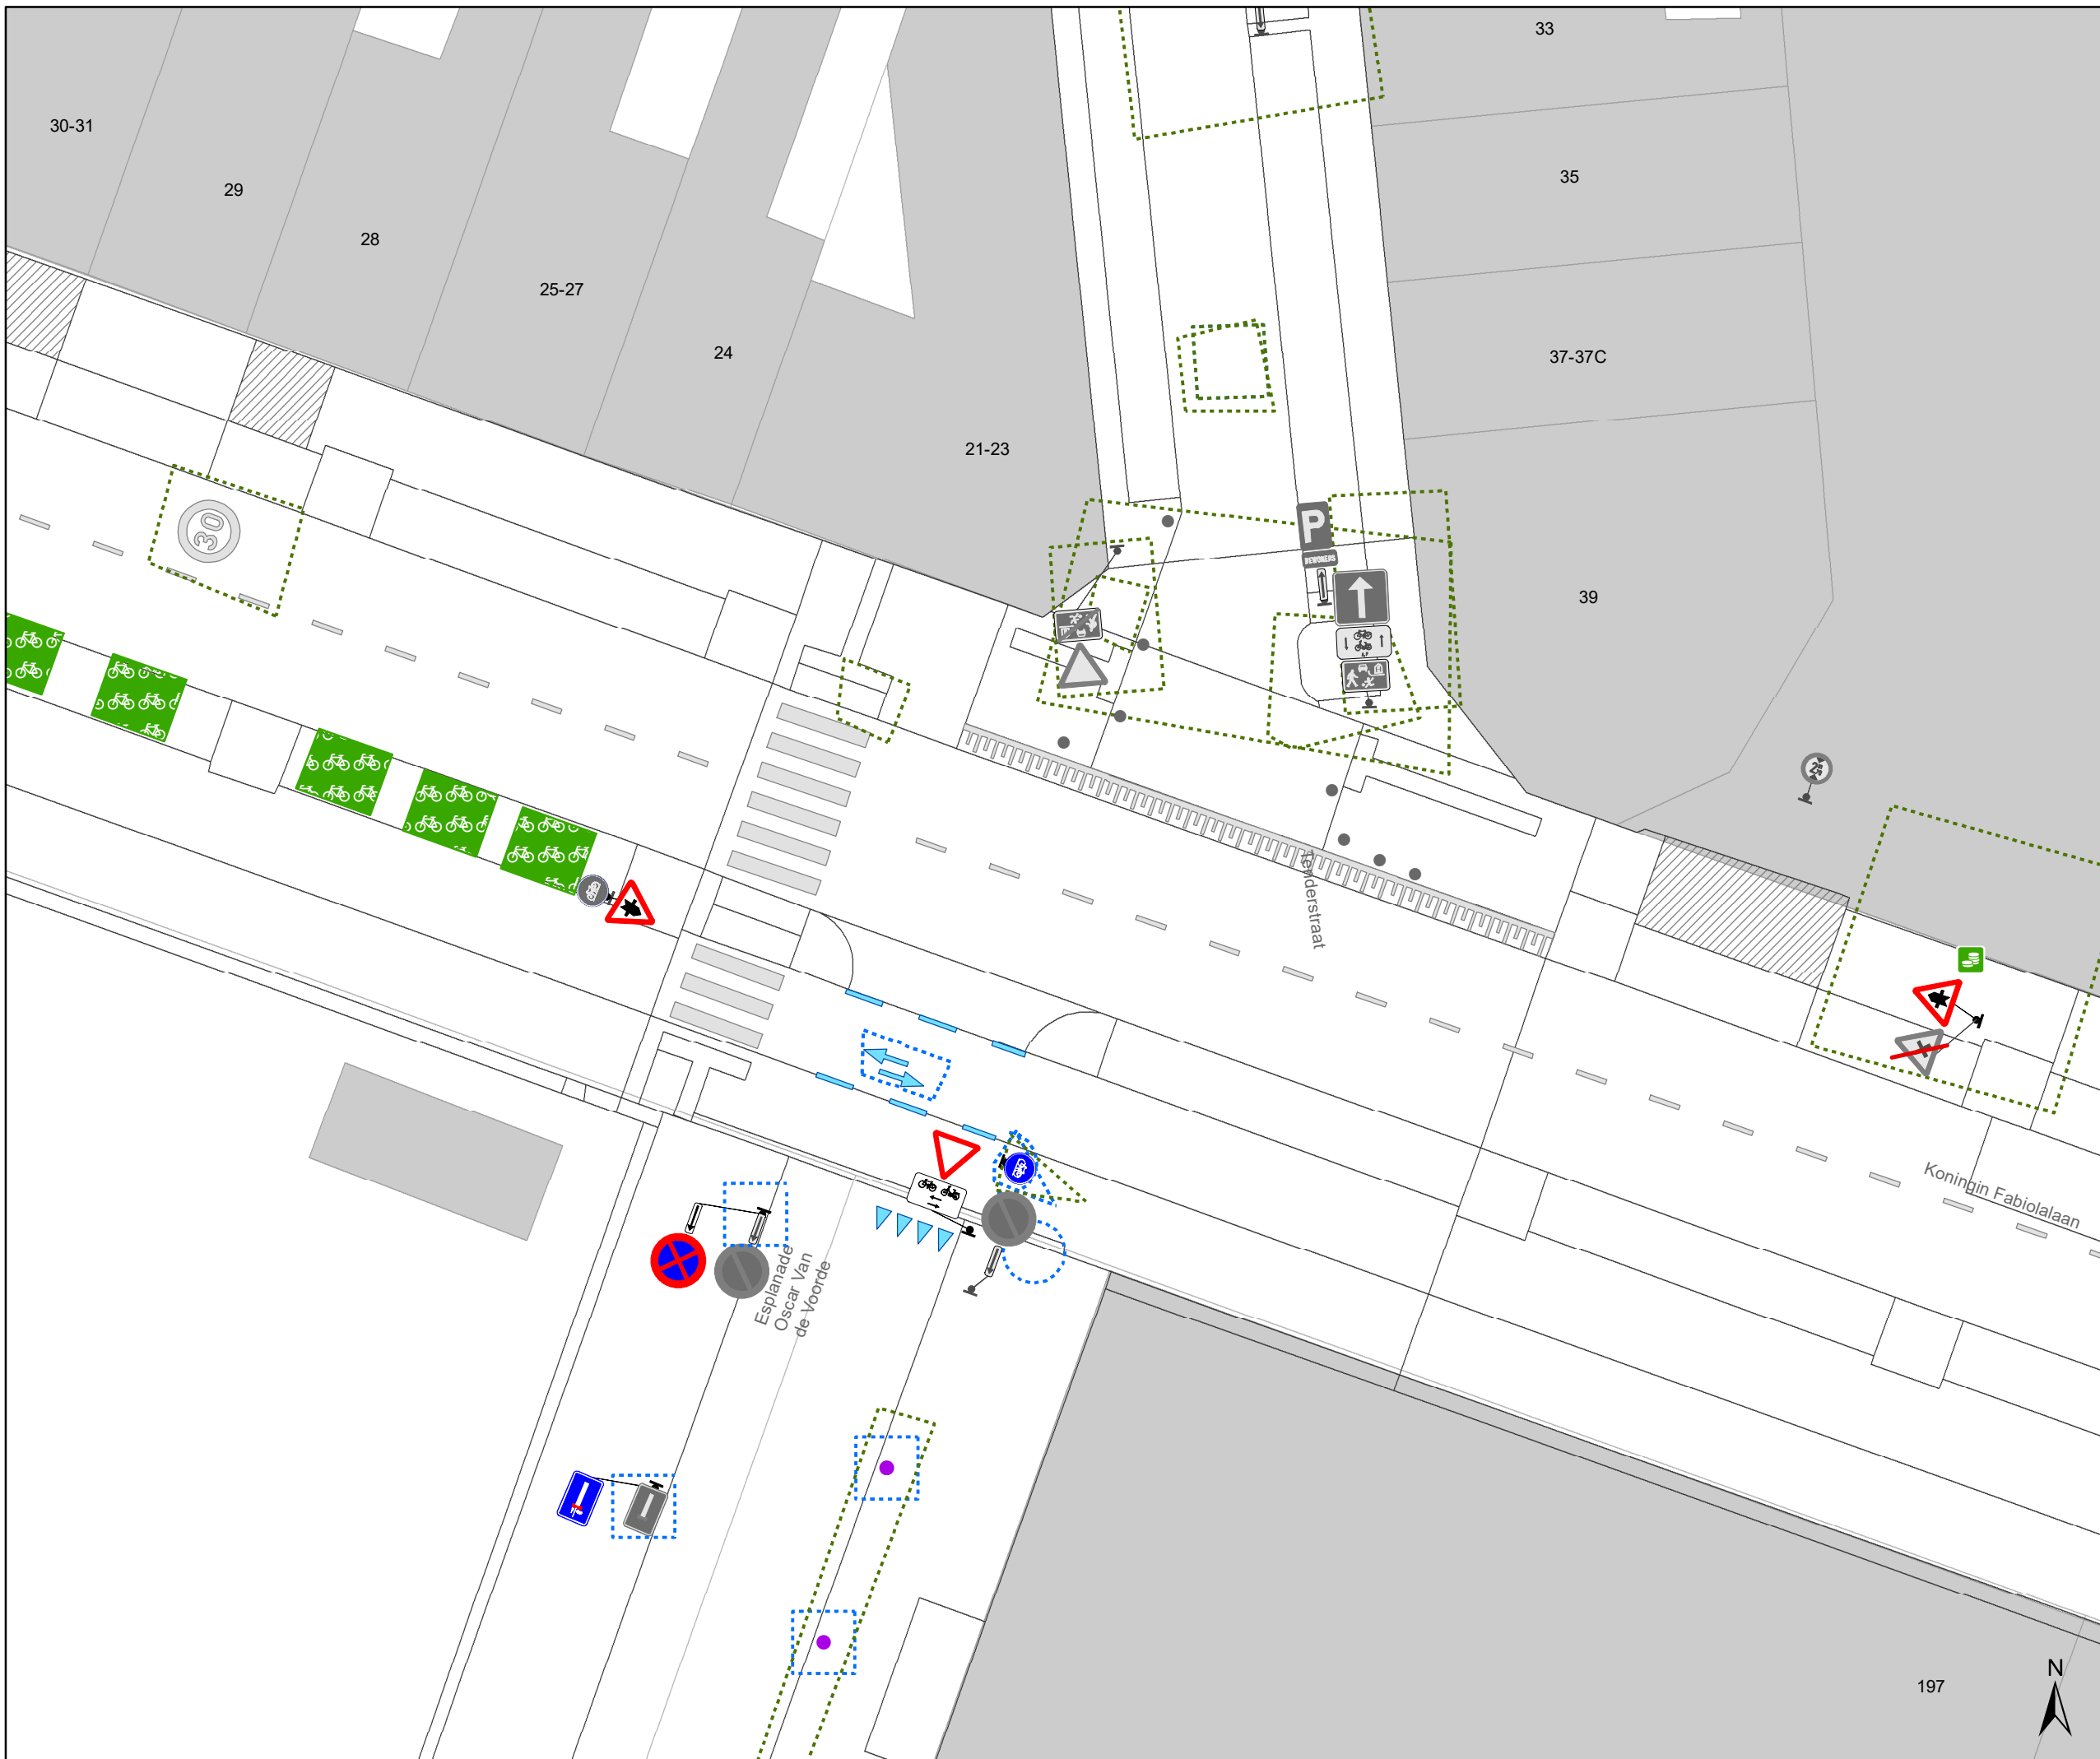 33
30-31
35
29
28
25-27
24
37-37C
21-23
30
P
BEWONERS
39
Tenderstraat
Koningin Fabiolalaan
Esplanade
Oscar Van
de Voorde
N
197